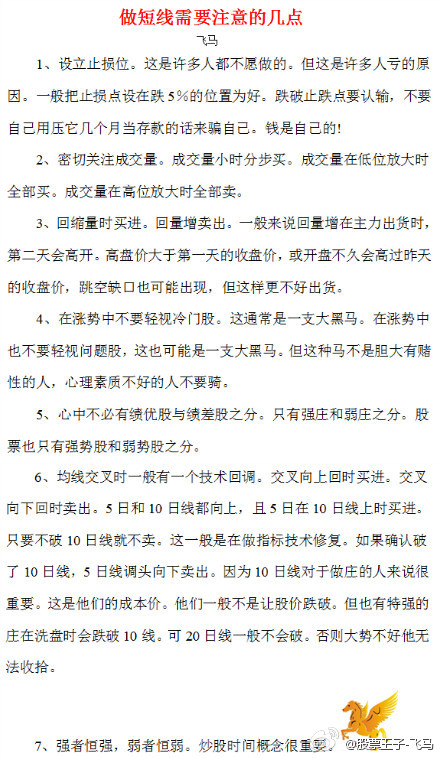 做短线需要注意的几点
飞马
1、设立止损位。这是许多人都不愿做的。但这是许多人亏的原
因。一般把止损点设在跌 5%的位置为好。跌破止跌点要认输，不要
自己用压它几个月当存款的话来骗自己。钱是自己的!
2、密切关注成交量。成交量小时分步买。成交量在低位放大时
全部买。成交量在高位放大时全部卖。
3、回缩量时买进。回量增卖出。一般来说回量增在主力出货时，
第二天会高开。高盘价大于第一天的收盘价，或开盘不久会高过昨天
的收盘价，跳空缺口也可能出现，但这样更不好出货。
4、在涨势中不要轻视冷门股。这通常是一支大黑马。在涨势中
也不要轻视问题股，这也可能是一支大黑马。但这种马不是胆大有赌
性的人，心理素质不好的人不要骑。
5、心中不必有绩优股与绩差股之分。只有强庄和弱庄之分。股
票也只有强势股和弱势股之分。
6、均线交叉时一般有一个技术回调。交叉向上回时买进。交叉
向下回时卖出。5 日和 10 日线都向上，且 5 日在 10 日线上时买进。
只要不破 10 日线就不卖。这一般是在做指标技术修复。如果确认破
了 10 日线，5 日线调头向下卖出。因为 10 日线对于做庄的人来说很
重要。这是他们的成本价。他们一般不是让股价跌破。但也有特强的
庄在洗盘时会跌破 10 线。可 20 日线一般不会破。否则大势不好他无
法收拾。
7、强者恒强，弱者恒弱。炒股时间概念很重要。
@股票王子-飞马